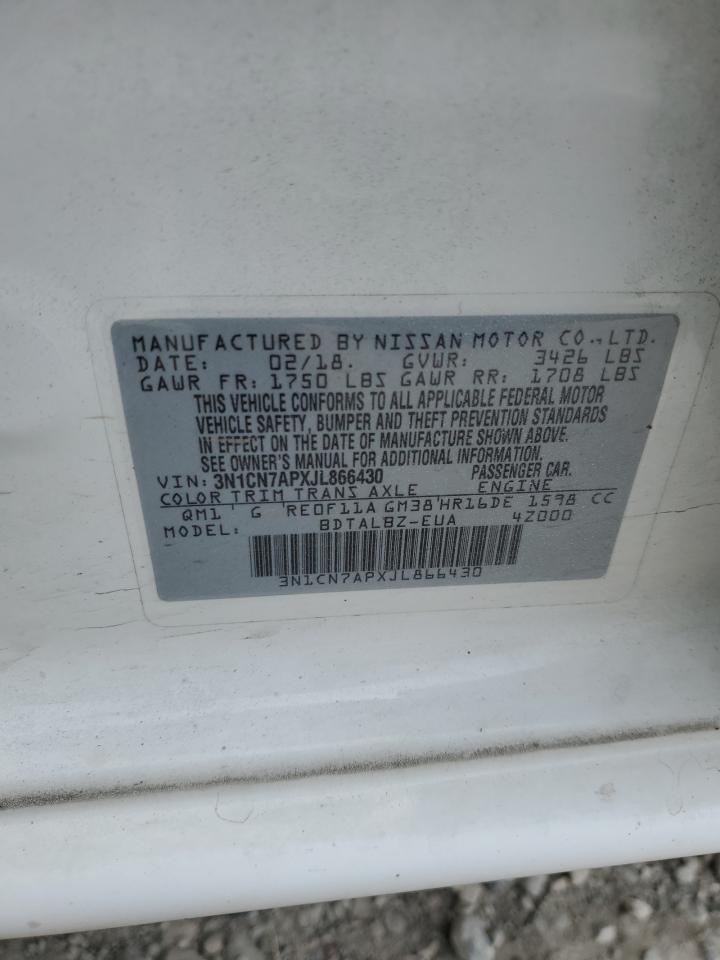 MANUFACTURED BY NISSAN MOTOR CO., LTD.
DATE: 02/18. GVWR: 3426 LBS
GAWR FR: 1750 LBS GAWR RR: 1708 LBS
THIS VEHICLE CONFORMS TO ALL APPLICABLE FEDERAL MOTOR
VEHICLE SAFETY, BUMPER AND THEFT PREVENTION STANDARDS
IN EFFECT ON THE DATE OF MANUFACTURE SHOWN ABOVE.
SEE OWNER'S MANUAL FOR ADDITIONAL INFORMATION.
VIN: 3N1CN7APXJL866430 PASSENGER CAR.
COLOR TRIM TRANS AXLE ENGINE
QM1' G 'RE0F11A GM38'HR16DE 1598 CC
MODEL: BDTALBZ-EUA 4Z000
3N1CN7APXJL866430